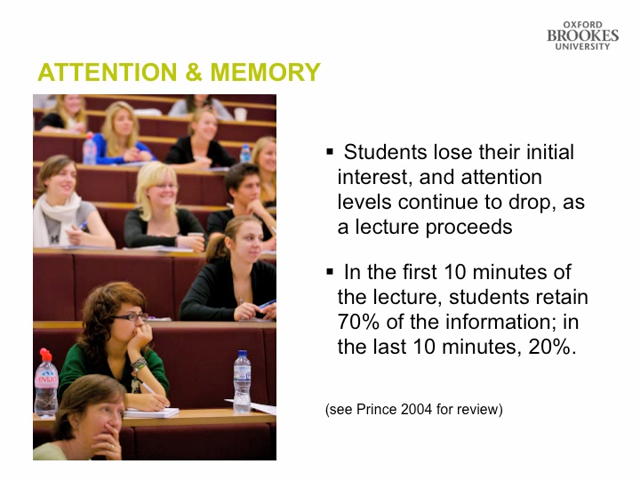 OXFORD
BROOKES
UNIVERSITY
ATTENTION & MEMORY
▪ Students lose their initial
interest, and attention
levels continue to drop, as
a lecture proceeds
▪ In the first 10 minutes of
the lecture, students retain
70% of the information; in
the last 10 minutes, 20%.
(see Prince 2004 for review)